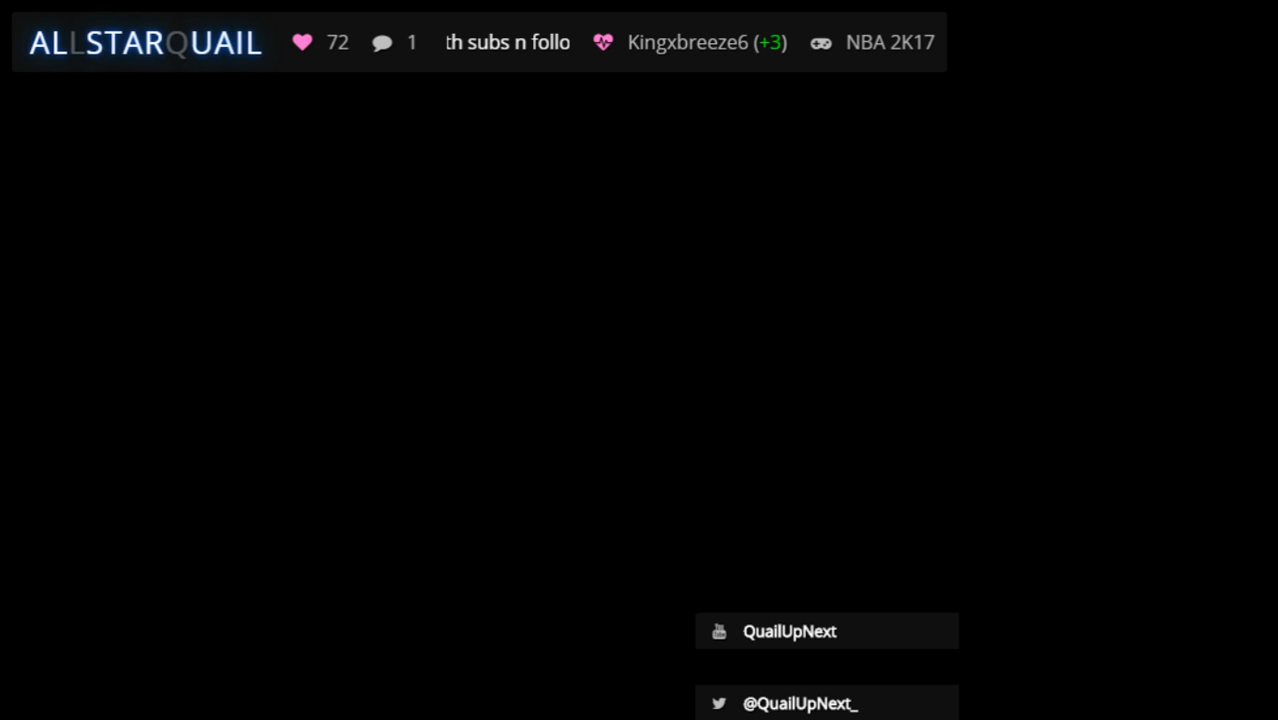 ALLSTARQUAIL 72 1 th subs n follo Kingxbreeze6 (+3) NBA 2K17
QuailUpNext
@QuailUpNext_